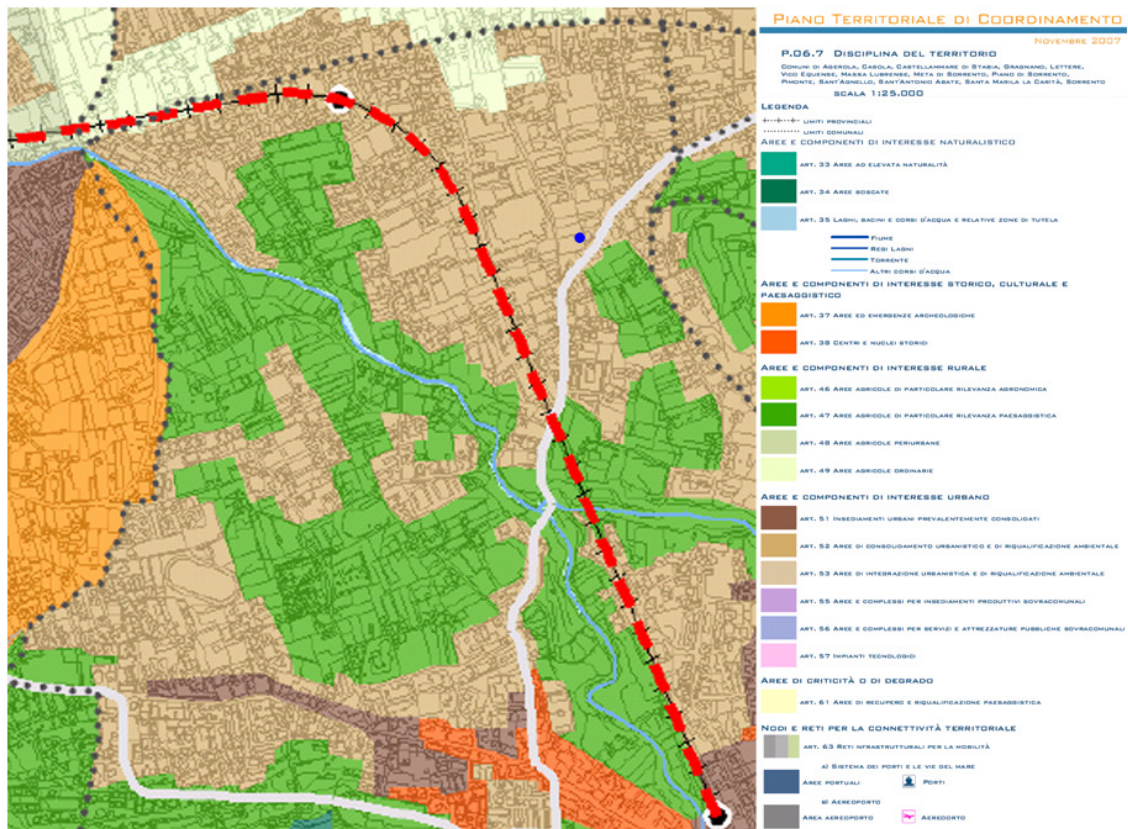 PIANO TERRITORIALE DI COORDINAMENTO
NOVEMBRE 2007
P.06.7 DISCIPLINA DEL TERRITORIO
COMUNI DI AGEROLA, CASOLA, CASTELLAMMARE DI STABIA, GRAGNANO, LETTERE,
VICO EQUENSE, MASSA LUBRENSE, META DI SORRENTO, PIANO DI SORRENTO,
PIMONTE, SANT'AGNELLO, SANT'ANTONIO ABATE, SANTA MARILA LA CARITÀ, SORRENTO
SCALA 1:25.000
LEGENDA
LIMITI PROVINCIALI
LIMITI COMUNALI
AREE E COMPONENTI DI INTERESSE NATURALISTICO
ART. 33 AREE AD ELEVATA NATURALITÀ
ART. 34 AREE BOSCATE
ART. 35 LAGHI, BACINI E CORSI D'ACQUA E RELATIVE ZONE DI TUTELA
FIUME
REGI LAGNI
TORRENTE
ALTRI CORSI D'ACQUA
AREE E COMPONENTI DI INTERESSE STORICO, CULTURALE E
PAESAGGISTICO
ART. 37 AREE ED EMERGENZE ARCHEOLOGICHE
ART. 38 CENTRI E NUCLEI STORICI
AREE E COMPONENTI DI INTERESSE RURALE
ART. 46 AREE AGRICOLE DI PARTICOLARE RILEVANZA AGRONOMICA
ART. 47 AREE AGRICOLE DI PARTICOLARE RILEVANZA PAESAGGISTICA
ART. 48 AREE AGRICOLE PERIURBANE
ART. 49 AREE AGRICOLE ORDINARIE
AREE E COMPONENTI DI INTERESSE URBANO
ART. 51 INSEDIAMENTI URBANI PREVALENTEMENTE CONSOLIDATI
ART. 52 AREE DI CONSOLIDAMENTO URBANISTICO E DI RIQUALIFICAZIONE AMBIENTALE
ART. 53 AREE DI INTEGRAZIONE URBANISTICA E DI RIQUALIFICAZIONE AMBIENTALE
ART. 55 AREE E COMPLESSI PER INSEDIAMENTI PRODUTTIVI SOVRACOMUNALI
ART. 56 AREE E COMPLESSI PER SERVIZI E ATTREZZATURE PUBBLICHE SOVRACOMUNALI
ART. 57 IMPIANTI TECNOLOGICI
AREE DI CRITICITÀ O DI DEGRADO
ART. 61 AREE DI RECUPERO E RIQUALIFICAZIONE PAESAGGISTICA
NODI E RETI PER LA CONNETTIVITÀ TERRITORIALE
ART. 63 RETI INFRASTRUTTURALI PER LA MOBILITÀ
A) SISTEMA DEI PORTI E LE VIE DEL MARE
AREE PORTUALI PORTI
B) AEREOPORTO
AREA AEREOPORTO AEREDORTO